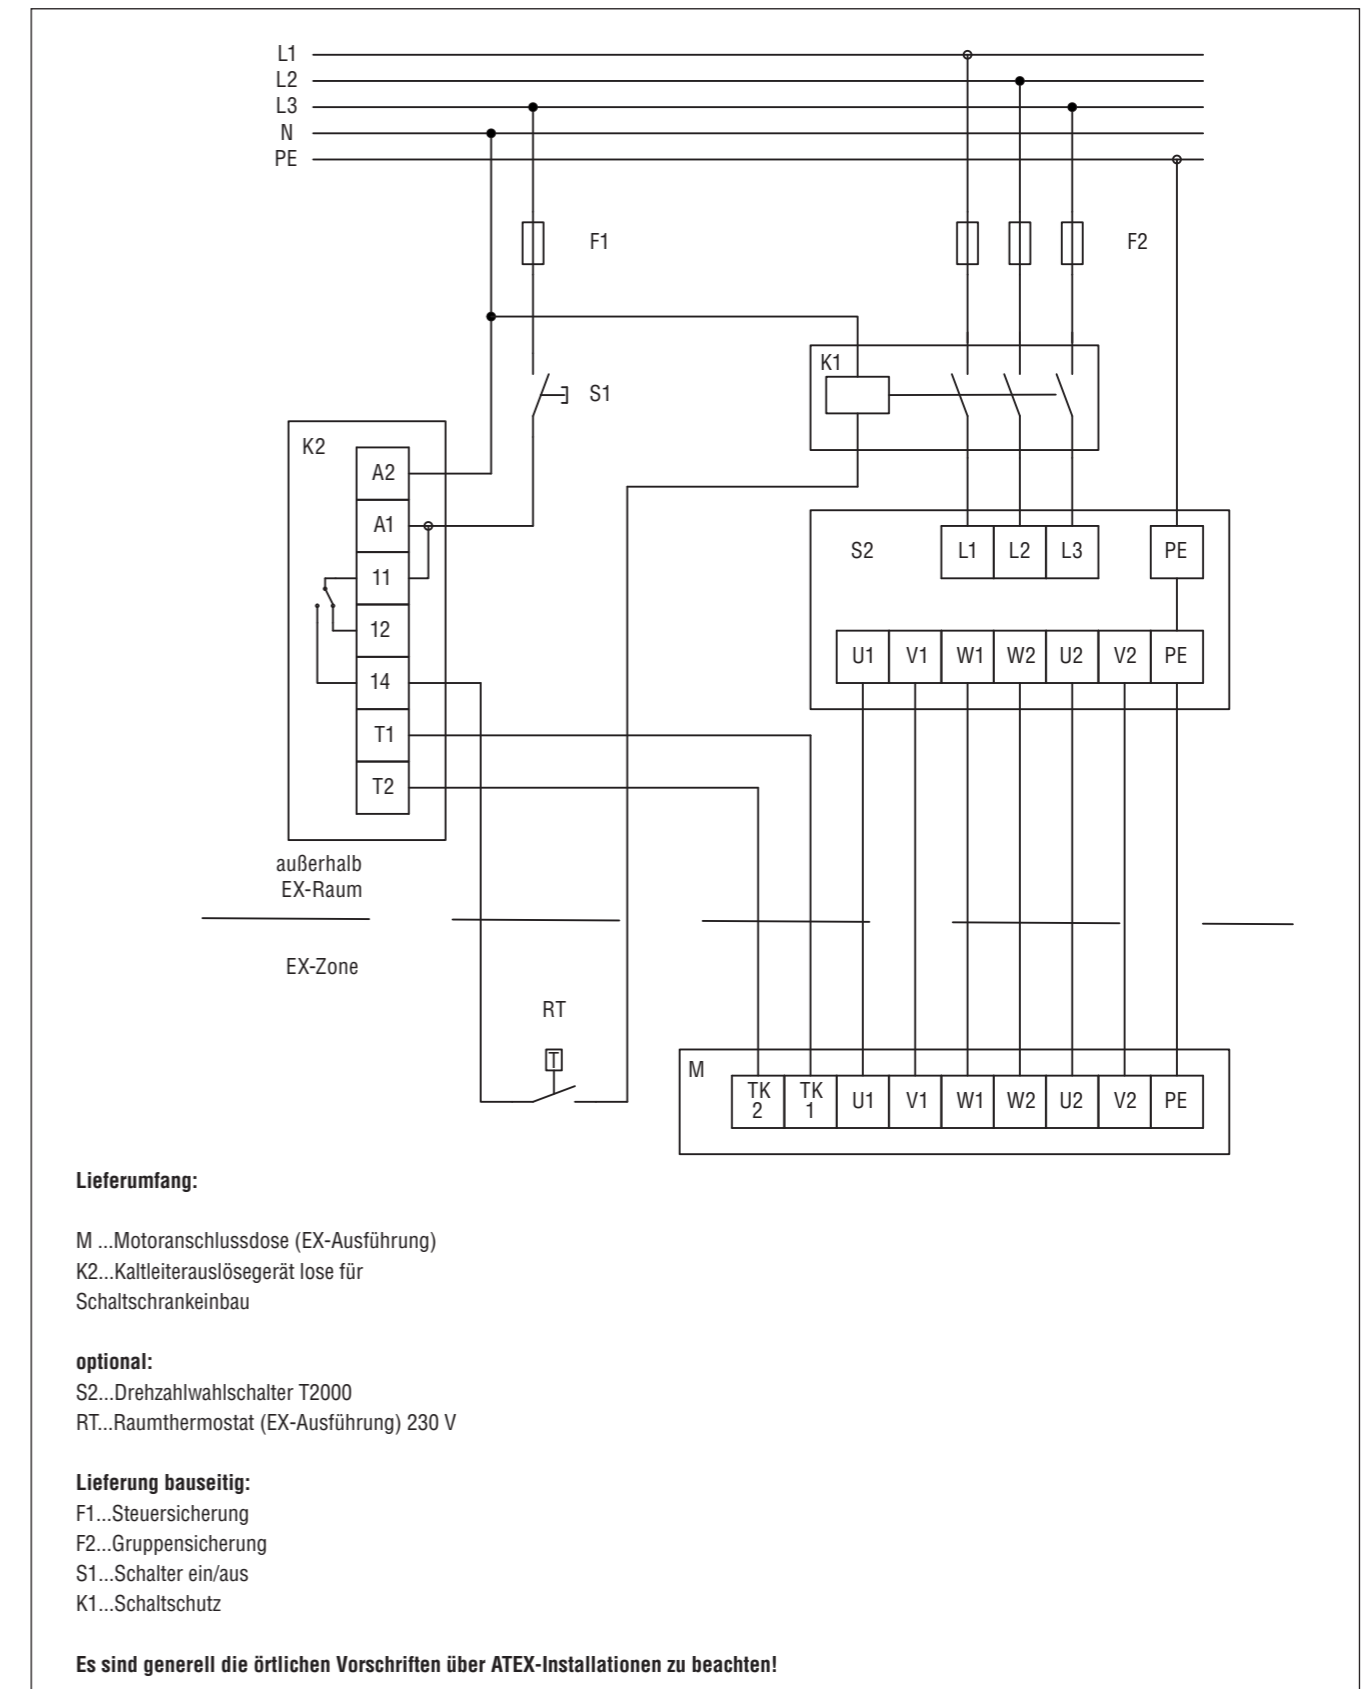 L1
L2
L3
N
PE
F1
F2
K1
S1
K2
A2
A1
11
12
14
T1
T2
S2
L1 L2 L3 PE
U1 V1 W1 W2 U2 V2 PE
außerhalb
EX-Raum
EX-Zone
RT
T
M
TK 2
TK 1
U1 V1 W1 W2 U2 V2 PE
Lieferumfang:
M ...Motoranschlussdose (EX-Ausführung)
K2...Kaltleiterauslösegerät lose für
Schaltschrankeinbau
optional:
S2...Drehzahlwahlschalter T2000
RT...Raumthermostat (EX-Ausführung) 230 V
Lieferung bauseitig:
F1...Steuersicherung
F2...Gruppensicherung
S1...Schalter ein/aus
K1...Schaltschutz
Es sind generell die örtlichen Vorschriften über ATEX-Installationen zu beachten!